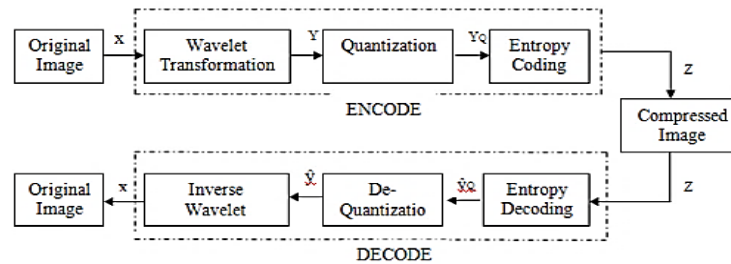 Original
Image
X
Wavelet
Transformation
Y
Quantization
YQ
Entropy
Coding
ENCODE
Z
Compressed
Image
Z
Original
Image
x
Inverse
Wavelet
ŷ
De-
Quantizatio
ŷQ
Entropy
Decoding
DECODE